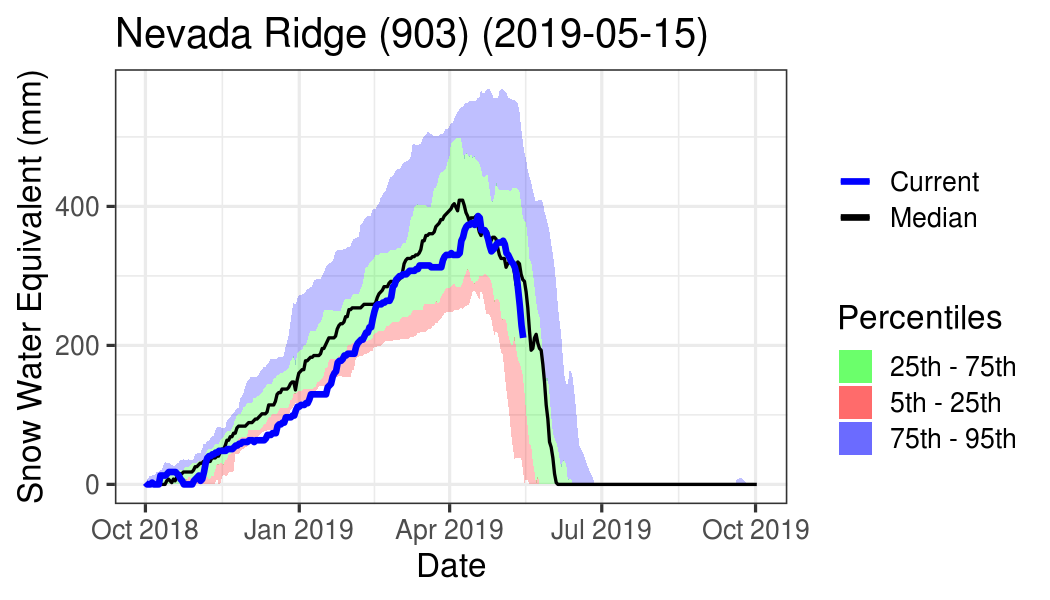 Nevada Ridge (903) (2019-05-15)
Snow Water Equivalent (mm)
400
200
0
Oct 2018
Jan 2019
Apr 2019
Jul 2019
Oct 2019
Date
Current
Median
Percentiles
25th - 75th
5th - 25th
75th - 95th